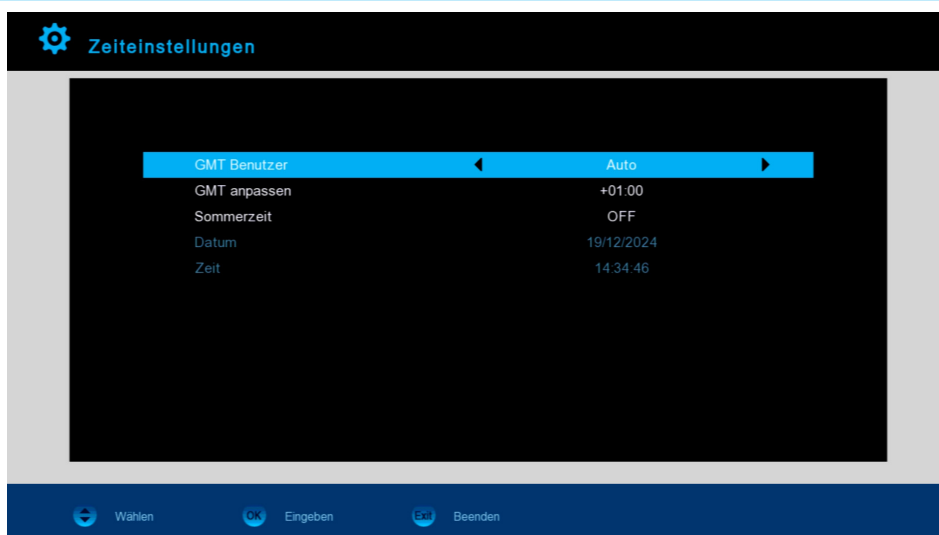 Zeiteinstellungen
GMT Benutzer Auto
GMT anpassen +01:00
Sommerzeit OFF
Datum 19/12/2024
Zeit 14:34:46
Wählen OK Eingeben Exit Beenden